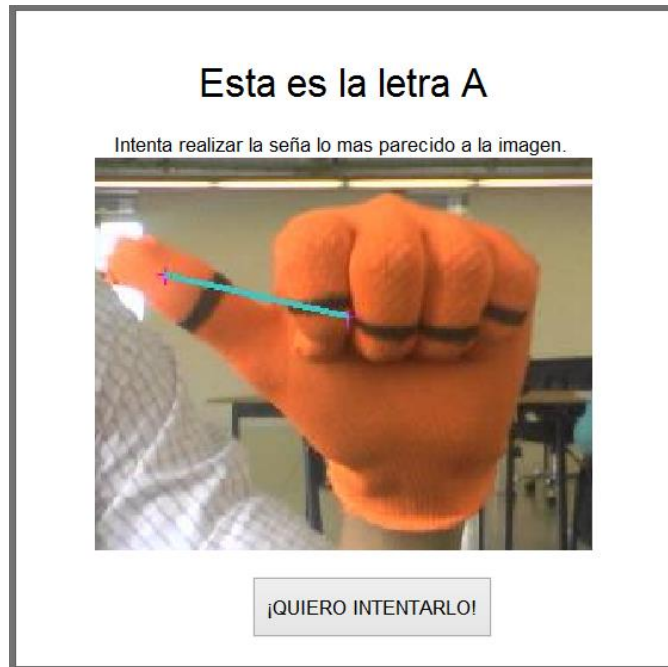 Esta es la letra A
Intenta realizar la seña lo mas parecido a la imagen.
¡QUIERO INTENTARLO!